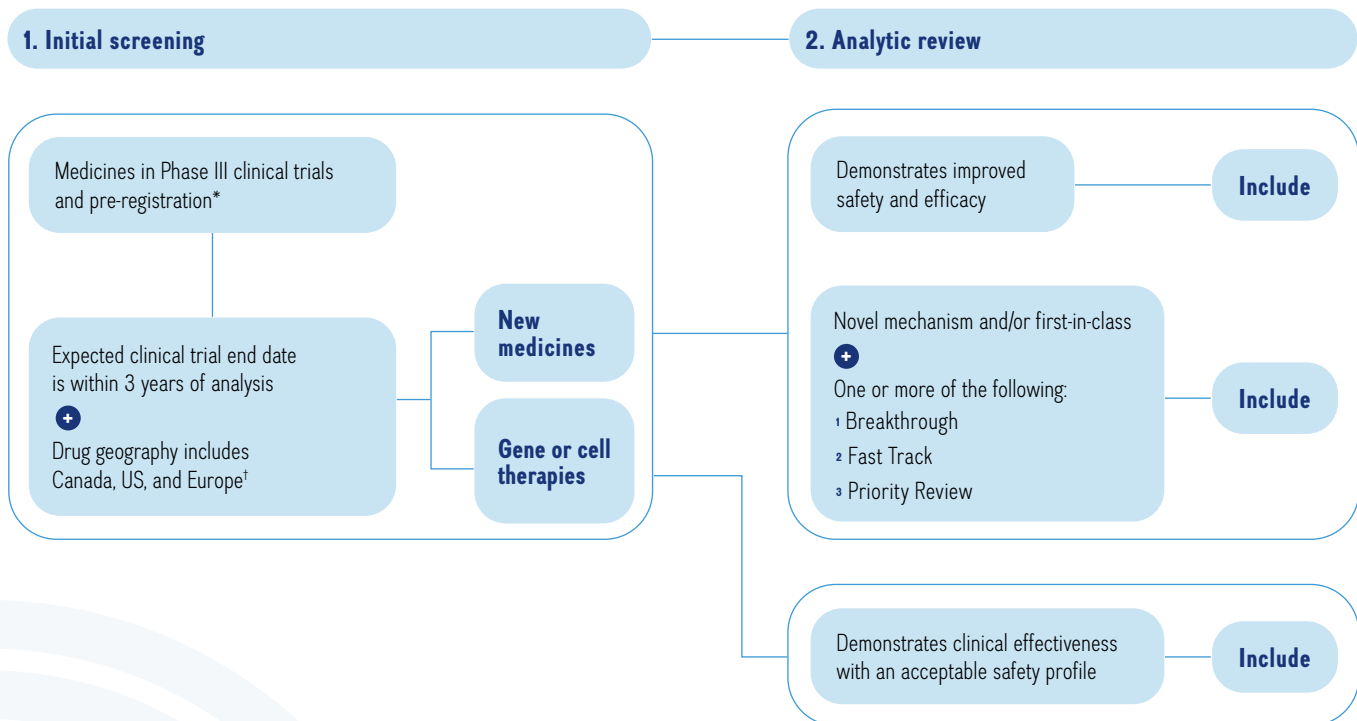 1. Initial screening
2. Analytic review
Medicines in Phase III clinical trials
and pre-registration*
Expected clinical trial end date
is within 3 years of analysis
+
Drug geography includes
Canada, US, and Europe†
New
medicines
Gene or cell
therapies
Demonstrates improved
safety and efficacy
Include
Novel mechanism and/or first-in-class
+
One or more of the following:
1 Breakthrough
2 Fast Track
3 Priority Review
Include
Demonstrates clinical effectiveness
with an acceptable safety profile
Include